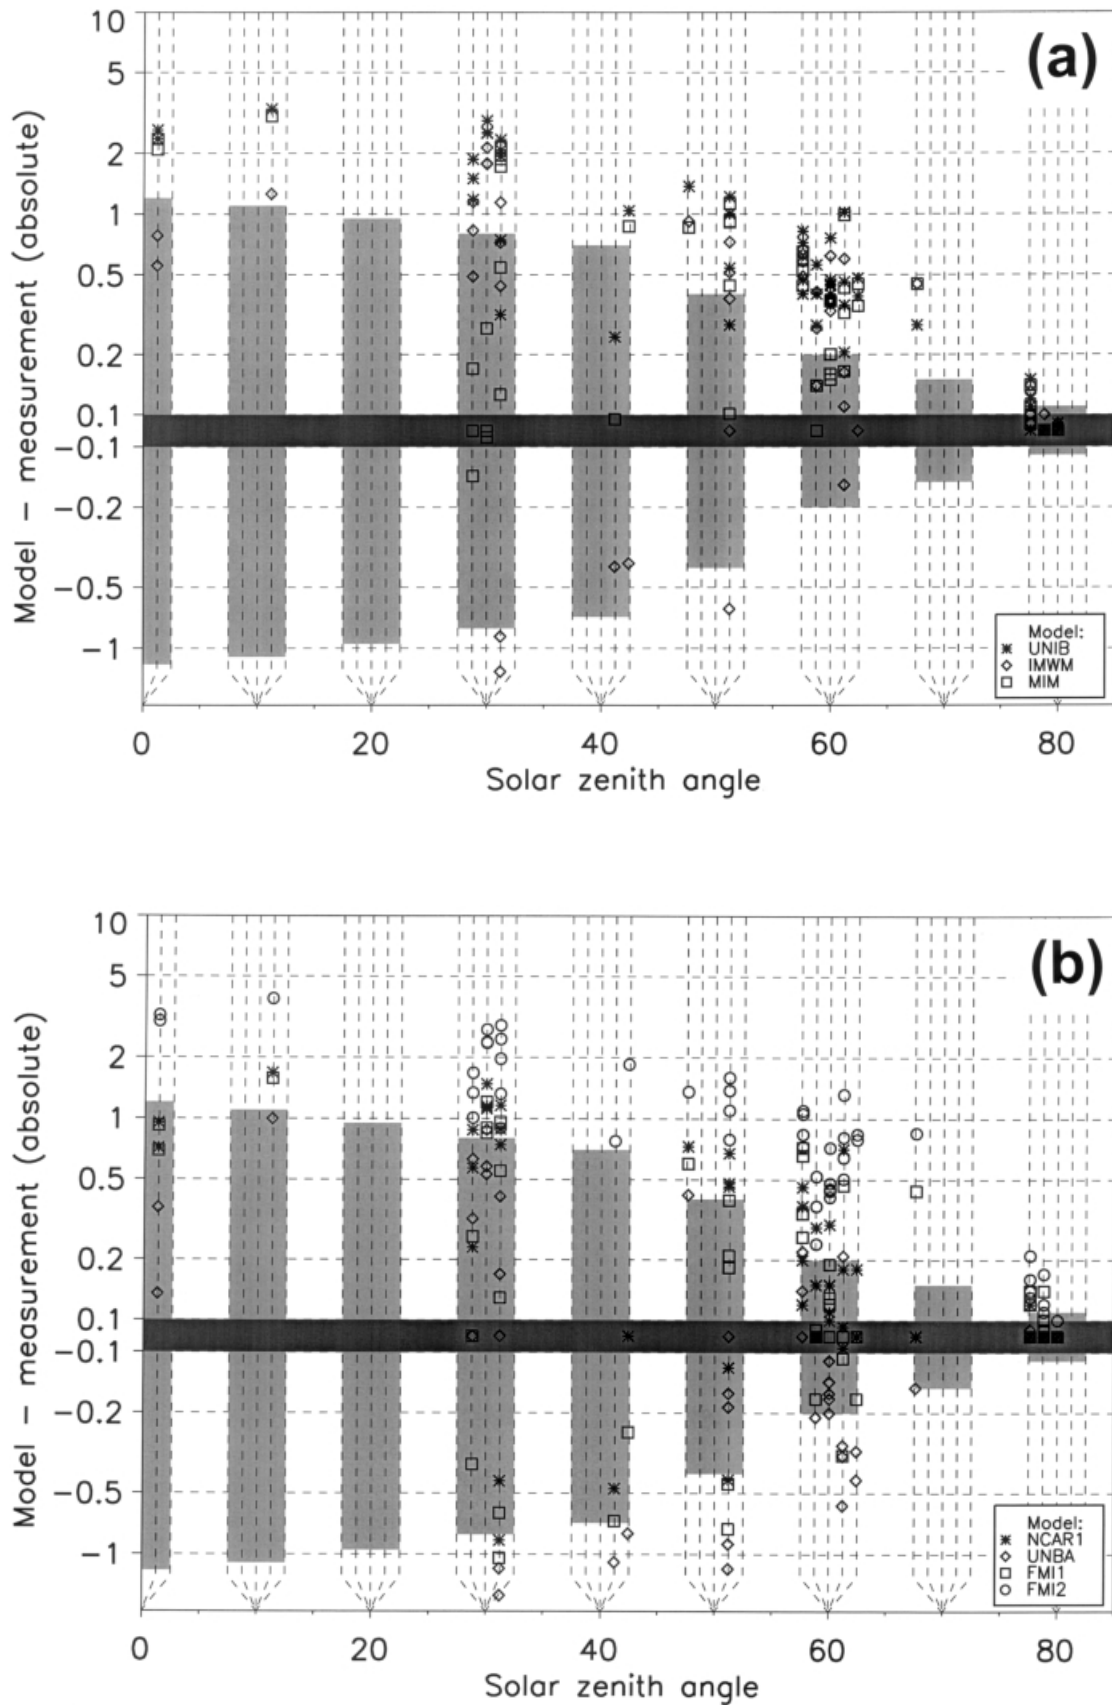 (a)
10
5
2
1
0.5
0.2
0.1
-0.1
-0.2
-0.5
-1
Model - measurement (absolute)
Model:
UNIB
IMWM
MIM
0 20 40 60 80
Solar zenith angle
(b)
10
5
2
1
0.5
0.2
0.1
-0.1
-0.2
-0.5
-1
Model - measurement (absolute)
Model:
NCAR1
UNBA
FMI1
FMI2
0 20 40 60 80
Solar zenith angle